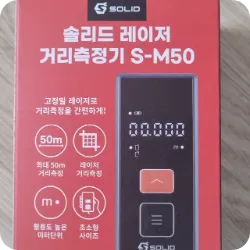 SOLID
솔리드 레이저
거리측정기 S-M50
고정밀 레이저로
거리측정을 간편하게!
50m
최대 50m
거리측정
레이저
거리측정
m
활용도 높은
미터단위
초소형
사이즈
00.000
m
SOLID